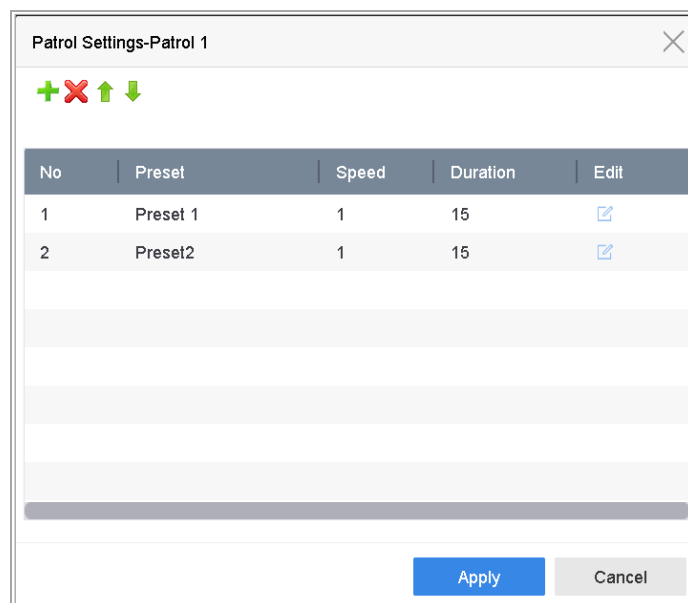 Patrol Settings-Patrol 1
No Preset Speed Duration Edit
1 Preset 1 1 15
2 Preset2 1 15
Apply Cancel